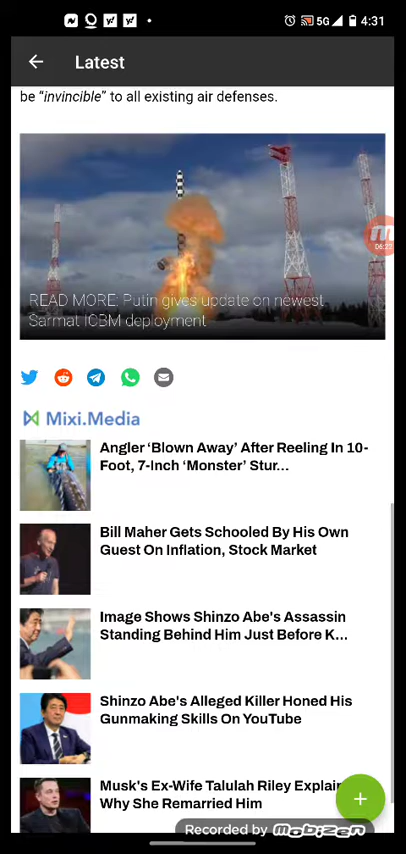 5G 4:31
Latest
be “invincible” to all existing air defenses.
06:22
READ MORE: Putin gives update on newest
Sarmat ICBM deployment
Mixi.Media
Angler ‘Blown Away’ After Reeling In 10-
Foot, 7-Inch ‘Monster’ Stur...
Bill Maher Gets Schooled By His Own
Guest On Inflation, Stock Market
Image Shows Shinzo Abe's Assassin
Standing Behind Him Just Before K...
Shinzo Abe's Alleged Killer Honed His
Gunmaking Skills On YouTube
Musk's Ex-Wife Talulah Riley Explai
Why She Remarried Him
Recorded by mobizen